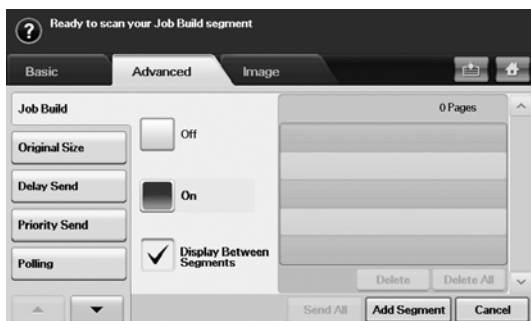 ? Ready to scan your Job Build segment
Basic
Advanced
Image
Job Build
Original Size
Delay Send
Priority Send
Polling
Off
On
Display Between
Segments
0 Pages
Delete
Delete All
Send All
Add Segment
Cancel